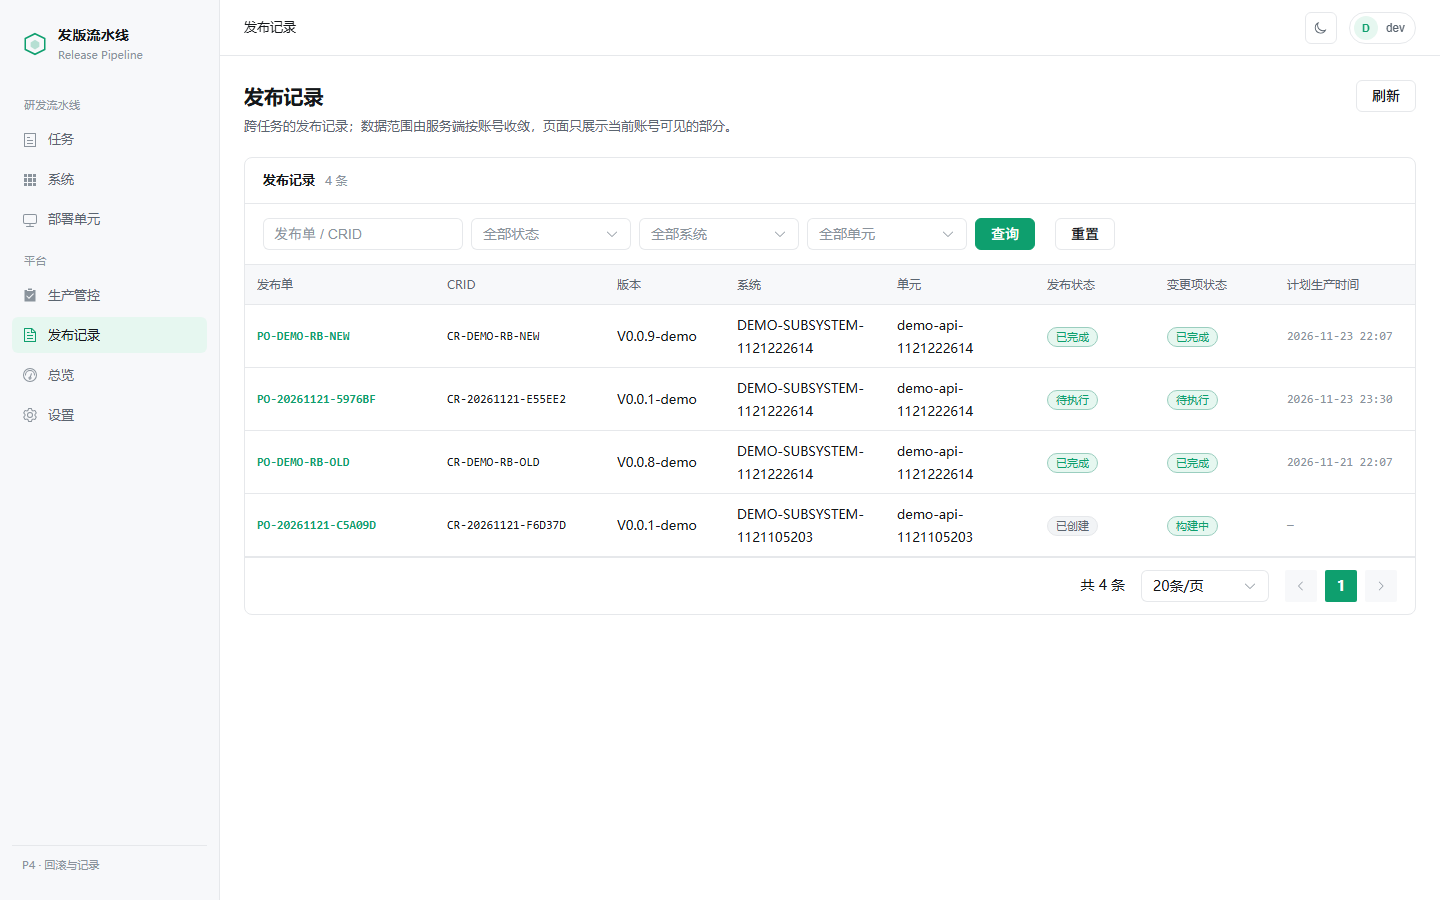 发版流水线
Release Pipeline
研发流水线
任务
系统
部署单元
平台
生产管控
发布记录
总览
设置
P4 · 回滚与记录
发布记录
D dev
发布记录
刷新
跨任务的发布记录；数据范围由服务端按账号收敛，页面只展示当前账号可见的部分。
发布记录 4 条
发布单 / CRID 全部状态 全部系统 全部单元 查询 重置
发布单 CRID 版本 系统 单元 发布状态 变更项状态 计划生产时间
PO-DEMO-RB-NEW CR-DEMO-RB-NEW V0.0.9-demo DEMO-SUBSYSTEM-1121222614 demo-api-1121222614 已完成 已完成 2026-11-23 22:07
PO-20261121-5976BF CR-20261121-E55EE2 V0.0.1-demo DEMO-SUBSYSTEM-1121222614 demo-api-1121222614 待执行 待执行 2026-11-23 23:30
PO-DEMO-RB-OLD CR-DEMO-RB-OLD V0.0.8-demo DEMO-SUBSYSTEM-1121222614 demo-api-1121222614 已完成 已完成 2026-11-21 22:07
PO-20261121-C5A09D CR-20261121-F6D37D V0.0.1-demo DEMO-SUBSYSTEM-1121105203 demo-api-1121105203 已创建 构建中 —
共 4 条 20条/页 1